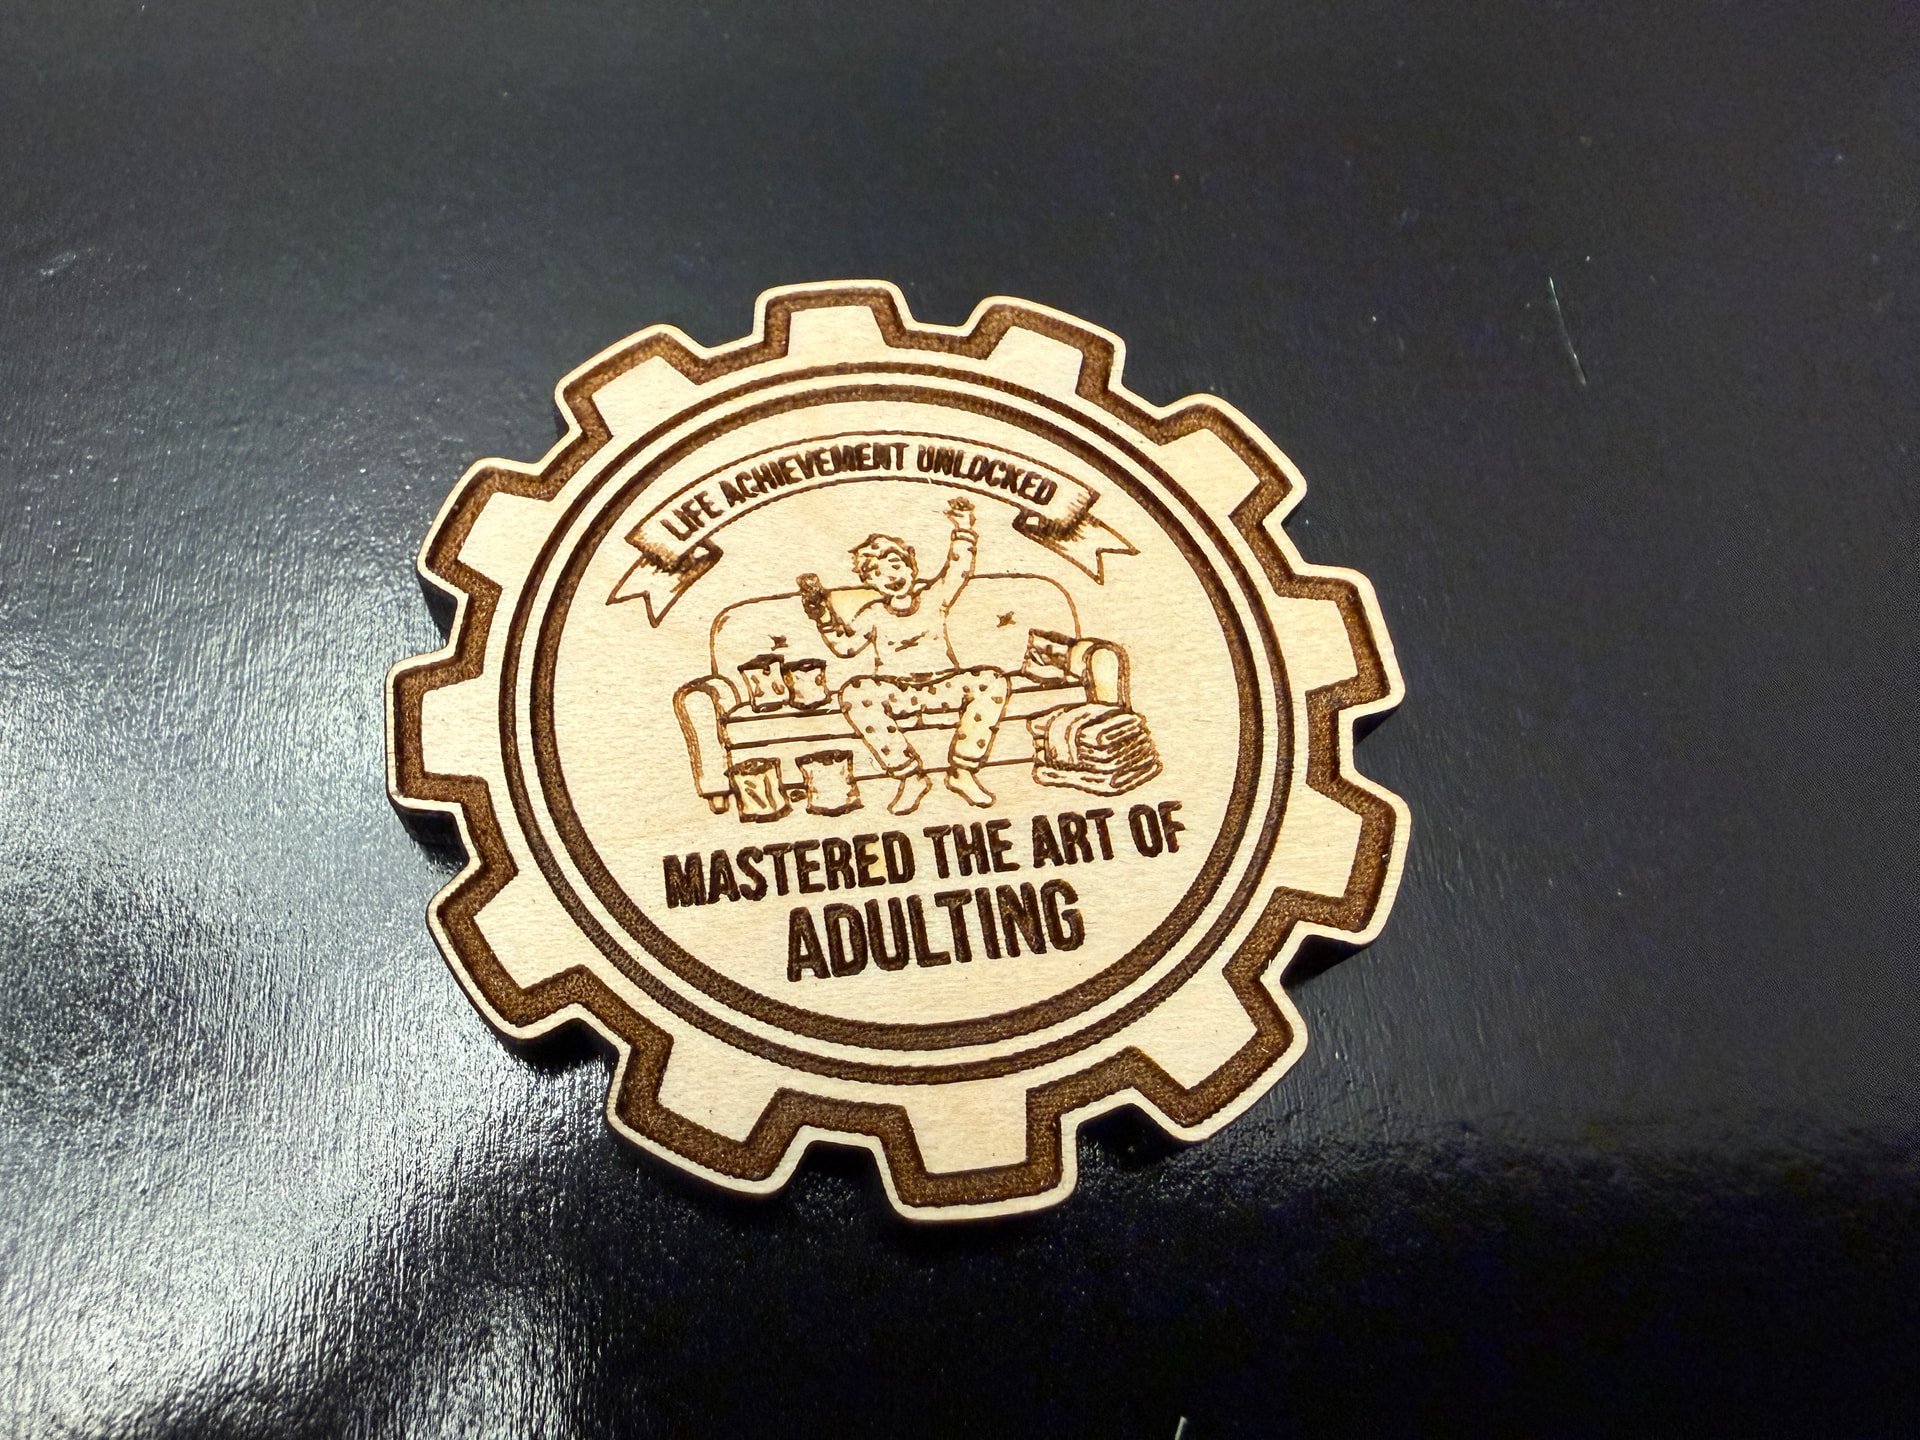 LIFE ACHIEVEMENT UNLOCKED
MASTERED THE ART OF
ADULTING